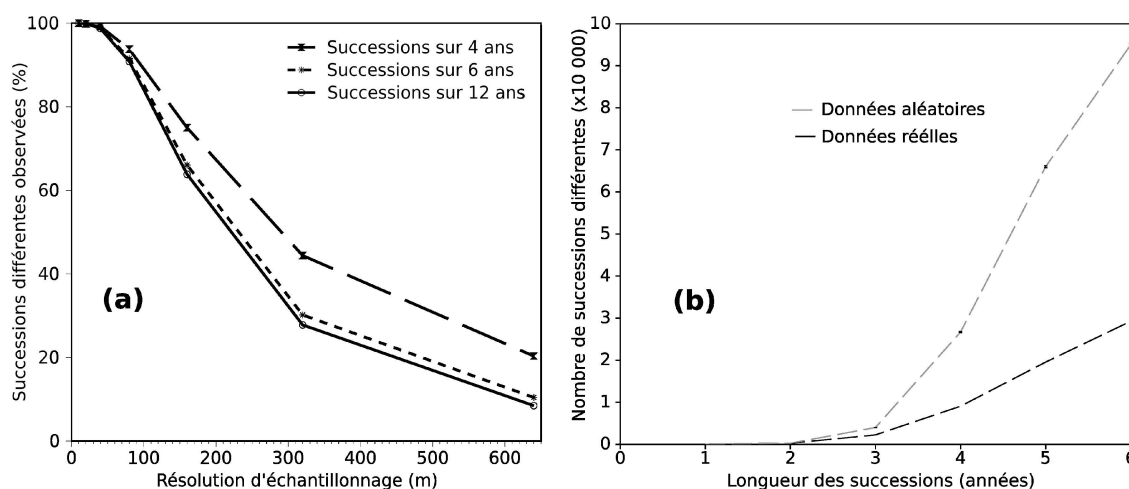 Successions différentes observées (%)
100
80
60
40
20
0
Successions sur 4 ans
Successions sur 6 ans
Successions sur 12 ans
(a)
0 100 200 300 400 500 600
Résolution d'échantillonnage (m)
Nombre de successions différentes (x10 000)
10
9
8
7
6
5
4
3
2
1
0
Données aléatoires
Données réélles
(b)
0 1 2 3 4 5 6
Longueur des successions (années)